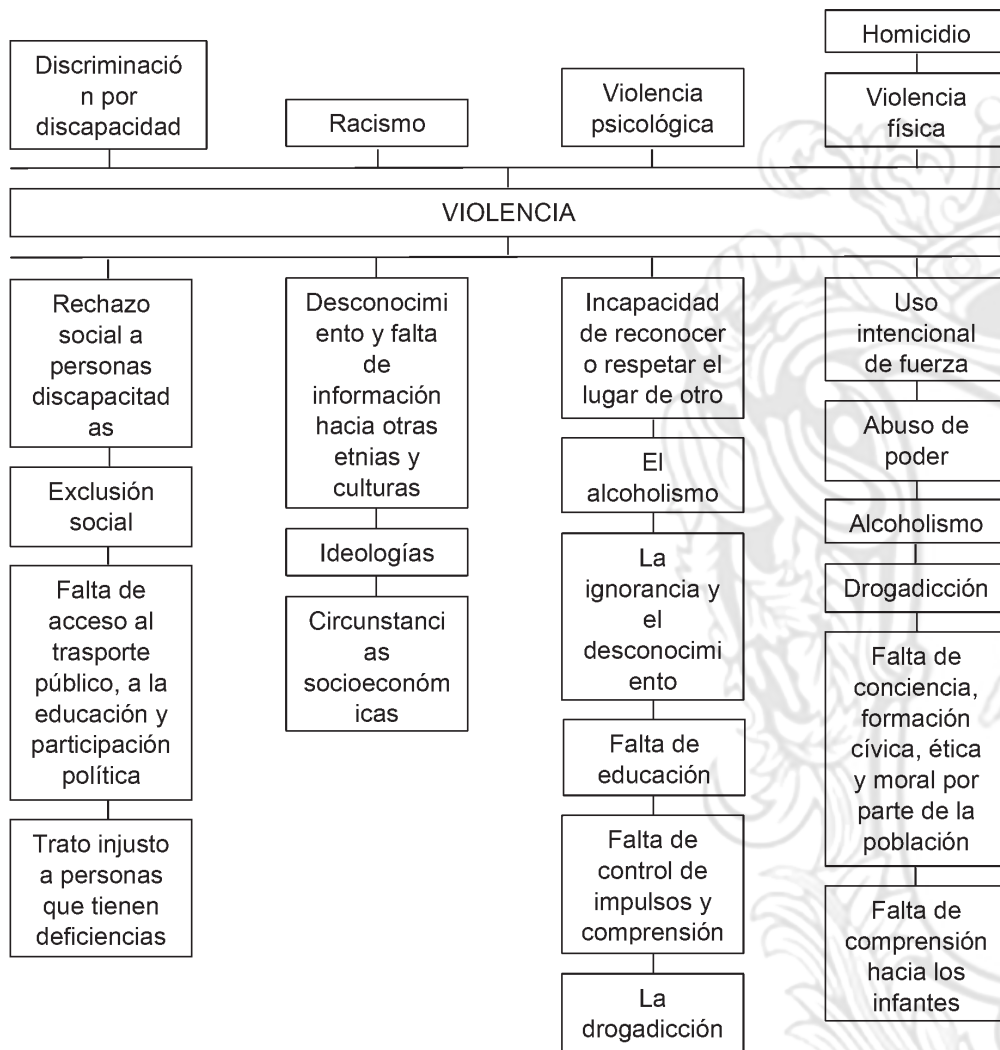 Homicidio
Discriminació
n por
discapacidad
Racismo
Violencia
psicológica
Violencia
física
VIOLENCIA
Rechazo
social a
personas
discapacitad
as
Exclusión
social
Falta de
acceso al
trasporte
público, a la
educación y
participación
política
Trato injusto
a personas
que tienen
deficiencias
Desconocimi
ento y falta
de
información
hacia otras
etnias y
culturas
Ideologías
Circunstanci
as
socioeconóm
icas
Incapacidad
de reconocer
o respetar el
lugar de otro
El
alcoholismo
La
ignorancia y
el
desconocimi
ento
Falta de
educación
Falta de
control de
impulsos y
comprensión
La
drogadicción
Uso
intencional
de fuerza
Abuso de
poder
Alcoholismo
Drogadicción
Falta de
conciencia,
formación
cívica, ética
y moral por
parte de la
población
Falta de
comprensión
hacia los
infantes